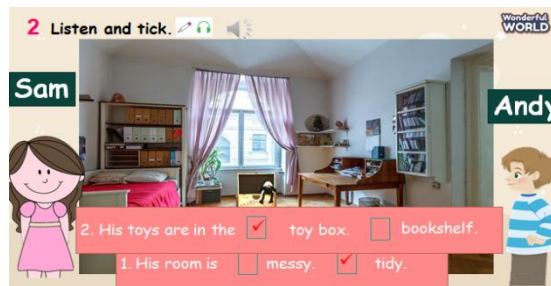 2 Listen and tick.
Wonderful
WORLD
Sam
Andy
2. His toys are in the ✓ toy box. bookshelf.
1. His room is messy. ✓ tidy.